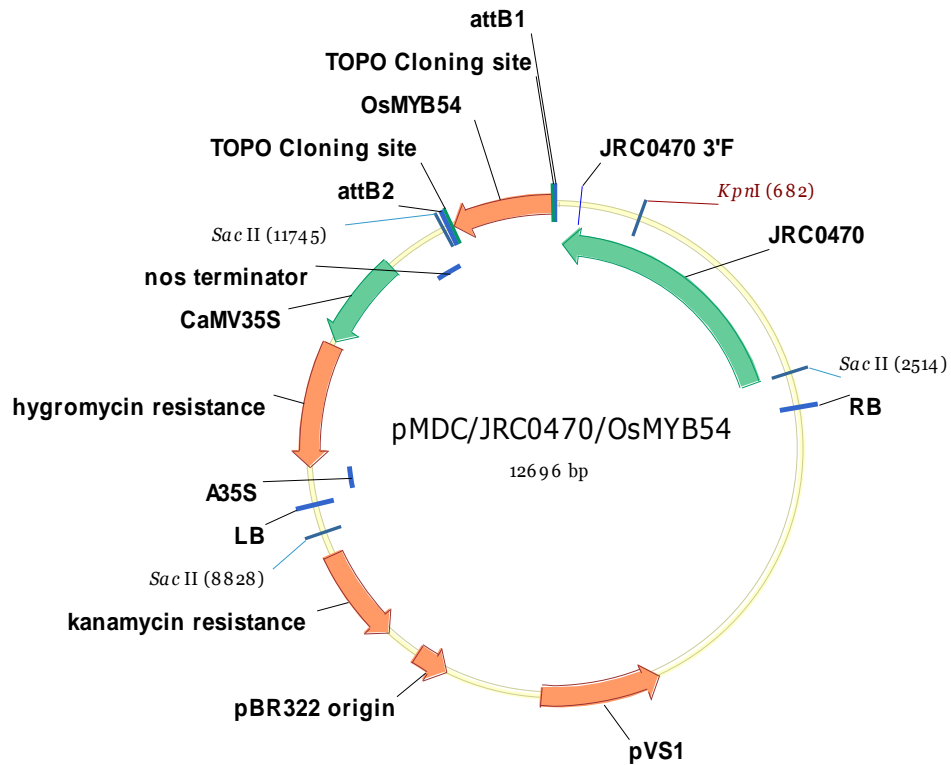 attB1
TOPO Cloning site
OsMYB54
TOPO Cloning site
JRC0470 3'F
attB2
KpnI (682)
SacII (11745)
JRC0470
nos terminator
CaMV35S
SacII (2514)
hygromycin resistance
RB
pMDC/JRC0470/OsMYB54
12696 bp
A35S
LB
SacII (8828)
kanamycin resistance
pBR322 origin
pVS1